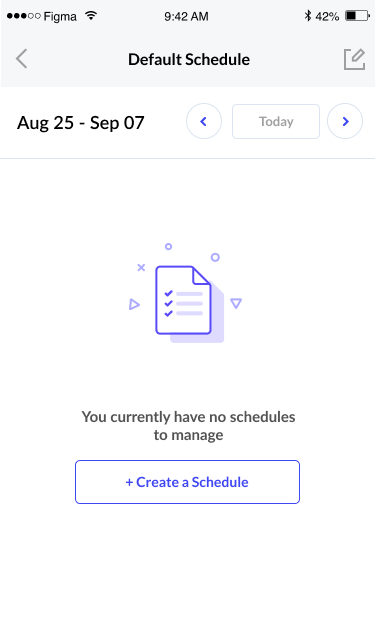 Figma 9:42 AM 42%
Default Schedule
Aug 25 - Sep 07 Today
You currently have no schedules
to manage
+ Create a Schedule